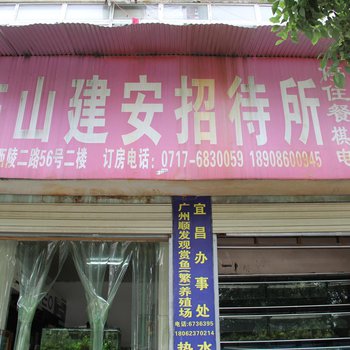 山建安招待所
西陵二路56号二楼 订房电话：0717-6830059 18908600945
住餐棋电
宜昌办事处
广州顺发观赏鱼(繁)养殖场
电话:6736395
18062370214
热水